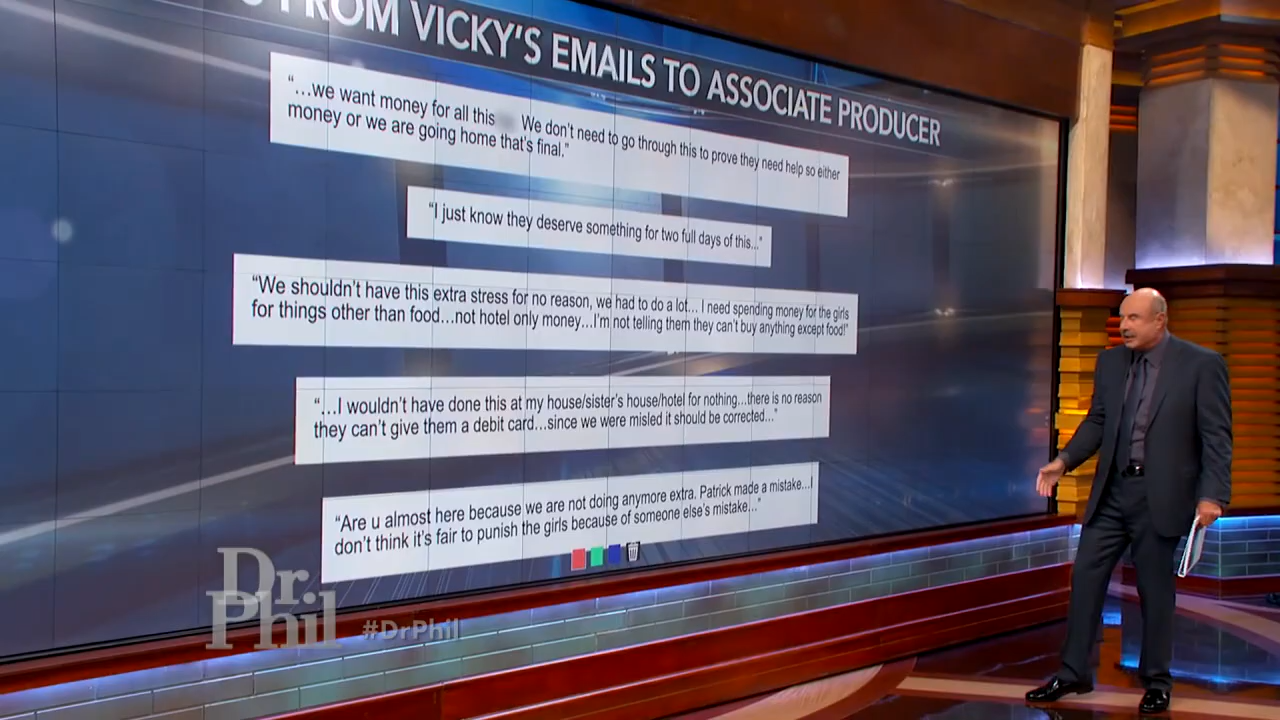 FROM VICKY'S EMAILS TO ASSOCIATE PRODUCER
“…we want money for all this We don't need to go through this to prove they need help so either
money or we are going home that's final.”
“I just know they deserve something for two full days of this...”
“We shouldn't have this extra stress for no reason, we had to do a lot... I need spending money for the girls
for things other than food…not hotel only money…I'm not telling them they can't buy anything except food!”
“…I wouldn't have done this at my house/sister's house/hotel for nothing…there is no reason
they can't give them a debit card…since we were misled it should be corrected…”
“Are u almost here because we are not doing anymore extra. Patrick made a mistake…I
don't think it's fair to punish the girls because of someone else's mistake…”
Dr.
Phil
#DrPhil